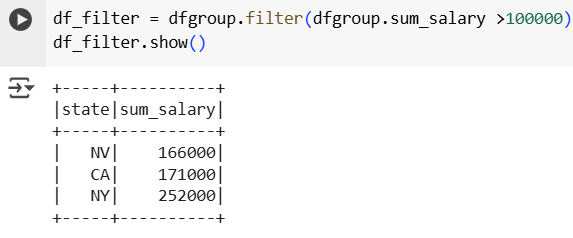 df_filter = dfgroup.filter(dfgroup.sum_salary >100000)
df_filter.show()
+-----+----------+
|state|sum_salary|
+-----+----------+
|   NV|    166000|
|   CA|    171000|
|   NY|    252000|
+-----+----------+